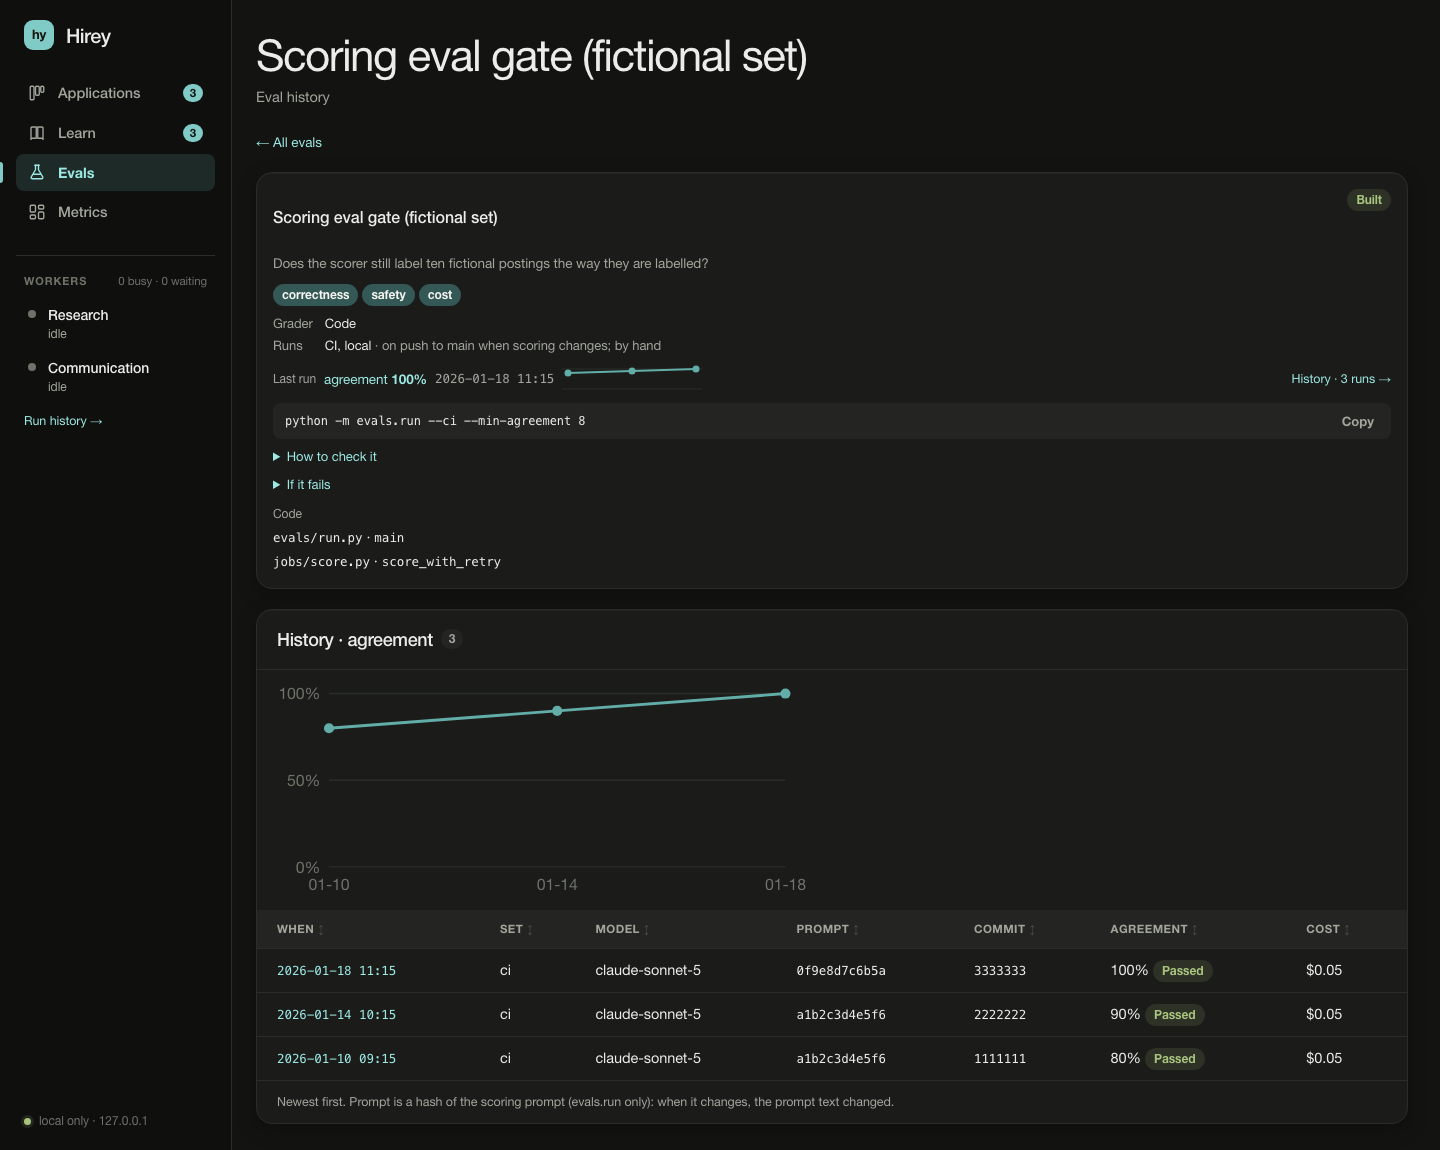 hy Hirey
Applications 3
Learn 3
Evals
Metrics
WORKERS 0 busy · 0 waiting
Research
idle
Communication
idle
Run history →
local only · 127.0.0.1
Scoring eval gate (fictional set)
Eval history
← All evals
Scoring eval gate (fictional set)
Built
Does the scorer still label ten fictional postings the way they are labelled?
correctness safety cost
Grader Code
Runs CI, local · on push to main when scoring changes; by hand
Last run agreement 100% 2026-01-18 11:15 History · 3 runs →
python -m evals.run --ci --min-agreement 8 Copy
▶ How to check it
▶ If it fails
Code
evals/run.py · main
jobs/score.py · score_with_retry
History · agreement 3
100%
50%
0%
01-10 01-14 01-18
WHEN ↕ SET ↕ MODEL ↕ PROMPT ↕ COMMIT ↕ AGREEMENT ↕ COST ↕
2026-01-18 11:15 ci claude-sonnet-5 0f9e8d7c6b5a 3333333 100% Passed $0.05
2026-01-14 10:15 ci claude-sonnet-5 a1b2c3d4e5f6 2222222 90% Passed $0.05
2026-01-10 09:15 ci claude-sonnet-5 a1b2c3d4e5f6 1111111 80% Passed $0.05
Newest first. Prompt is a hash of the scoring prompt (evals.run only): when it changes, the prompt text changed.